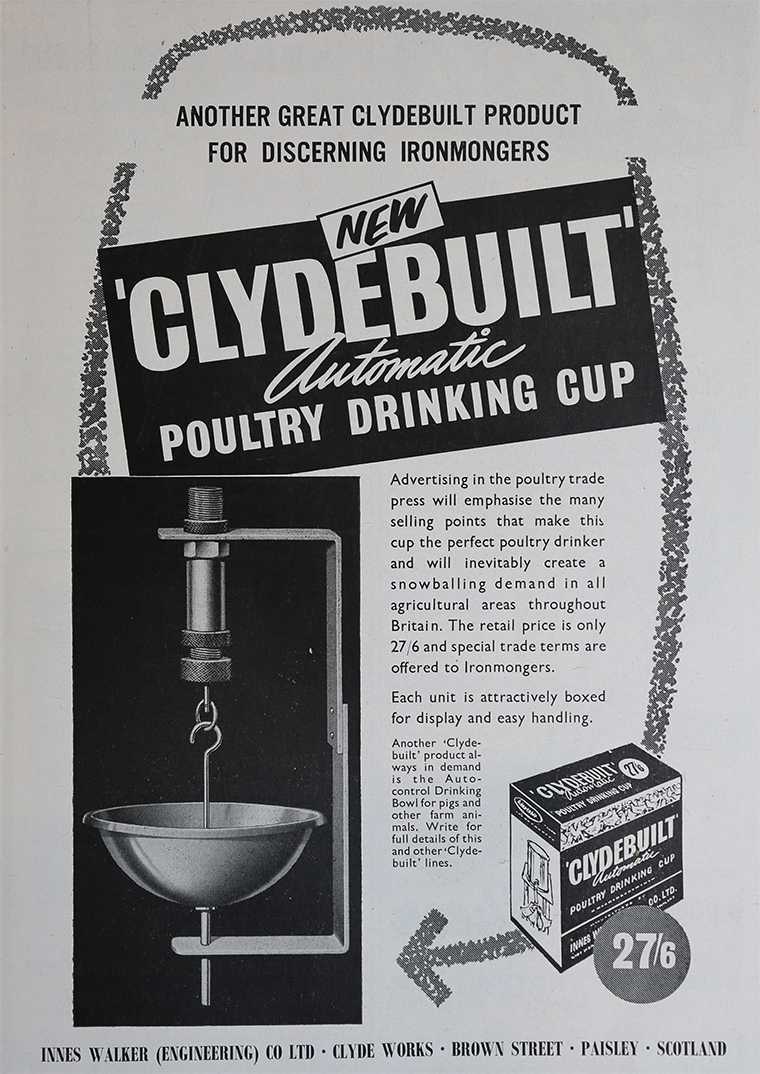 ANOTHER GREAT CLYDEBUILT PRODUCT
FOR DISCERNING IRONMONGERS
NEW
'CLYDEBUILT'
Automatic
POULTRY DRINKING CUP
Advertising in the poultry trade
press will emphasise the many
selling points that make this
cup the perfect poultry drinker
and will inevitably create a
snowballing demand in all
agricultural areas throughout
Britain. The retail price is only
27/6 and special trade terms are
offered to Ironmongers.
Each unit is attractively boxed
for display and easy handling.
Another 'Clyde-
built' product al-
ways in demand
is the Auto-
control Drinking
Bowl for pigs and
other farm ani-
mals. Write for
full details of this
and other 'Clyde-
built' lines.
'CLYDEBUILT'
Automatic
27/6
POULTRY DRINKING CUP
'CLYDEBUILT'
Automatic
POULTRY DRINKING CUP
CO. LTD.
INNES
27/6
INNES WALKER (ENGINEERING) CO LTD · CLYDE WORKS · BROWN STREET · PAISLEY · SCOTLAND